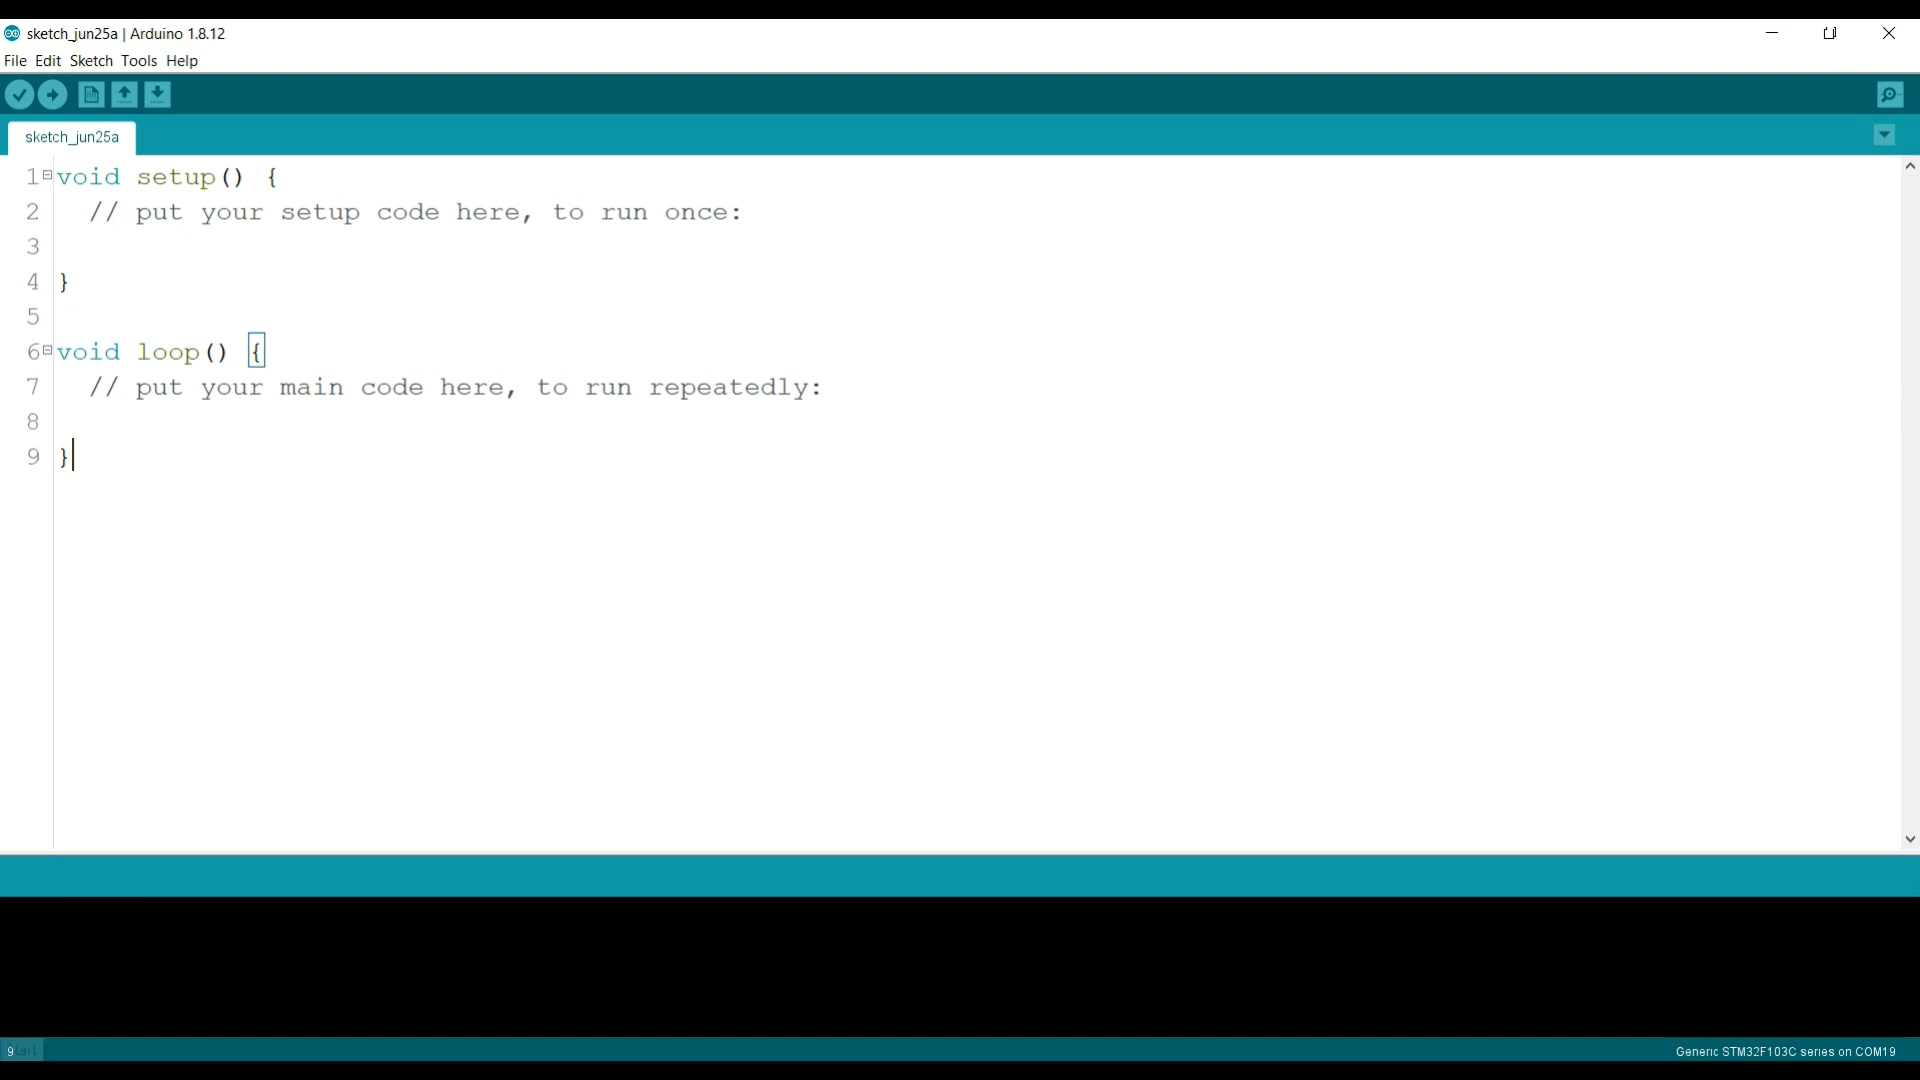 sketch_jun25a | Arduino 1.8.12
File Edit Sketch Tools Help
sketch_jun25a
1 void setup() {
2 // put your setup code here, to run once:
3
4 }
5
6 void loop() {
7 // put your main code here, to run repeatedly:
8
9 }
9
Generic STM32F103C series on COM19